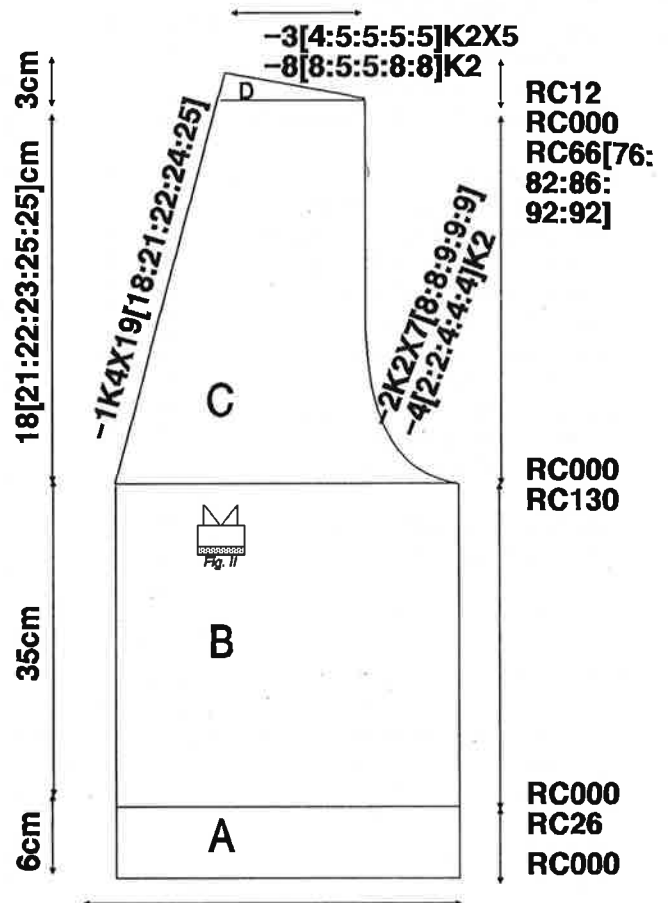 −3[4:5:5:5:5]K2X5
−8[8:5:5:8:8]K2
3cm
D
RC12
RC000
RC66[76:
82:86:
92:92]
18[21:22:23:25:25]cm
−1K4X19[18:21:22:24:25]
−2K2X7[8:8:9:9:9]
−4[2:2:4:4:4]K2
C
RC000
RC130
Fig. II
35cm
B
RC000
RC26
6cm
A
RC000